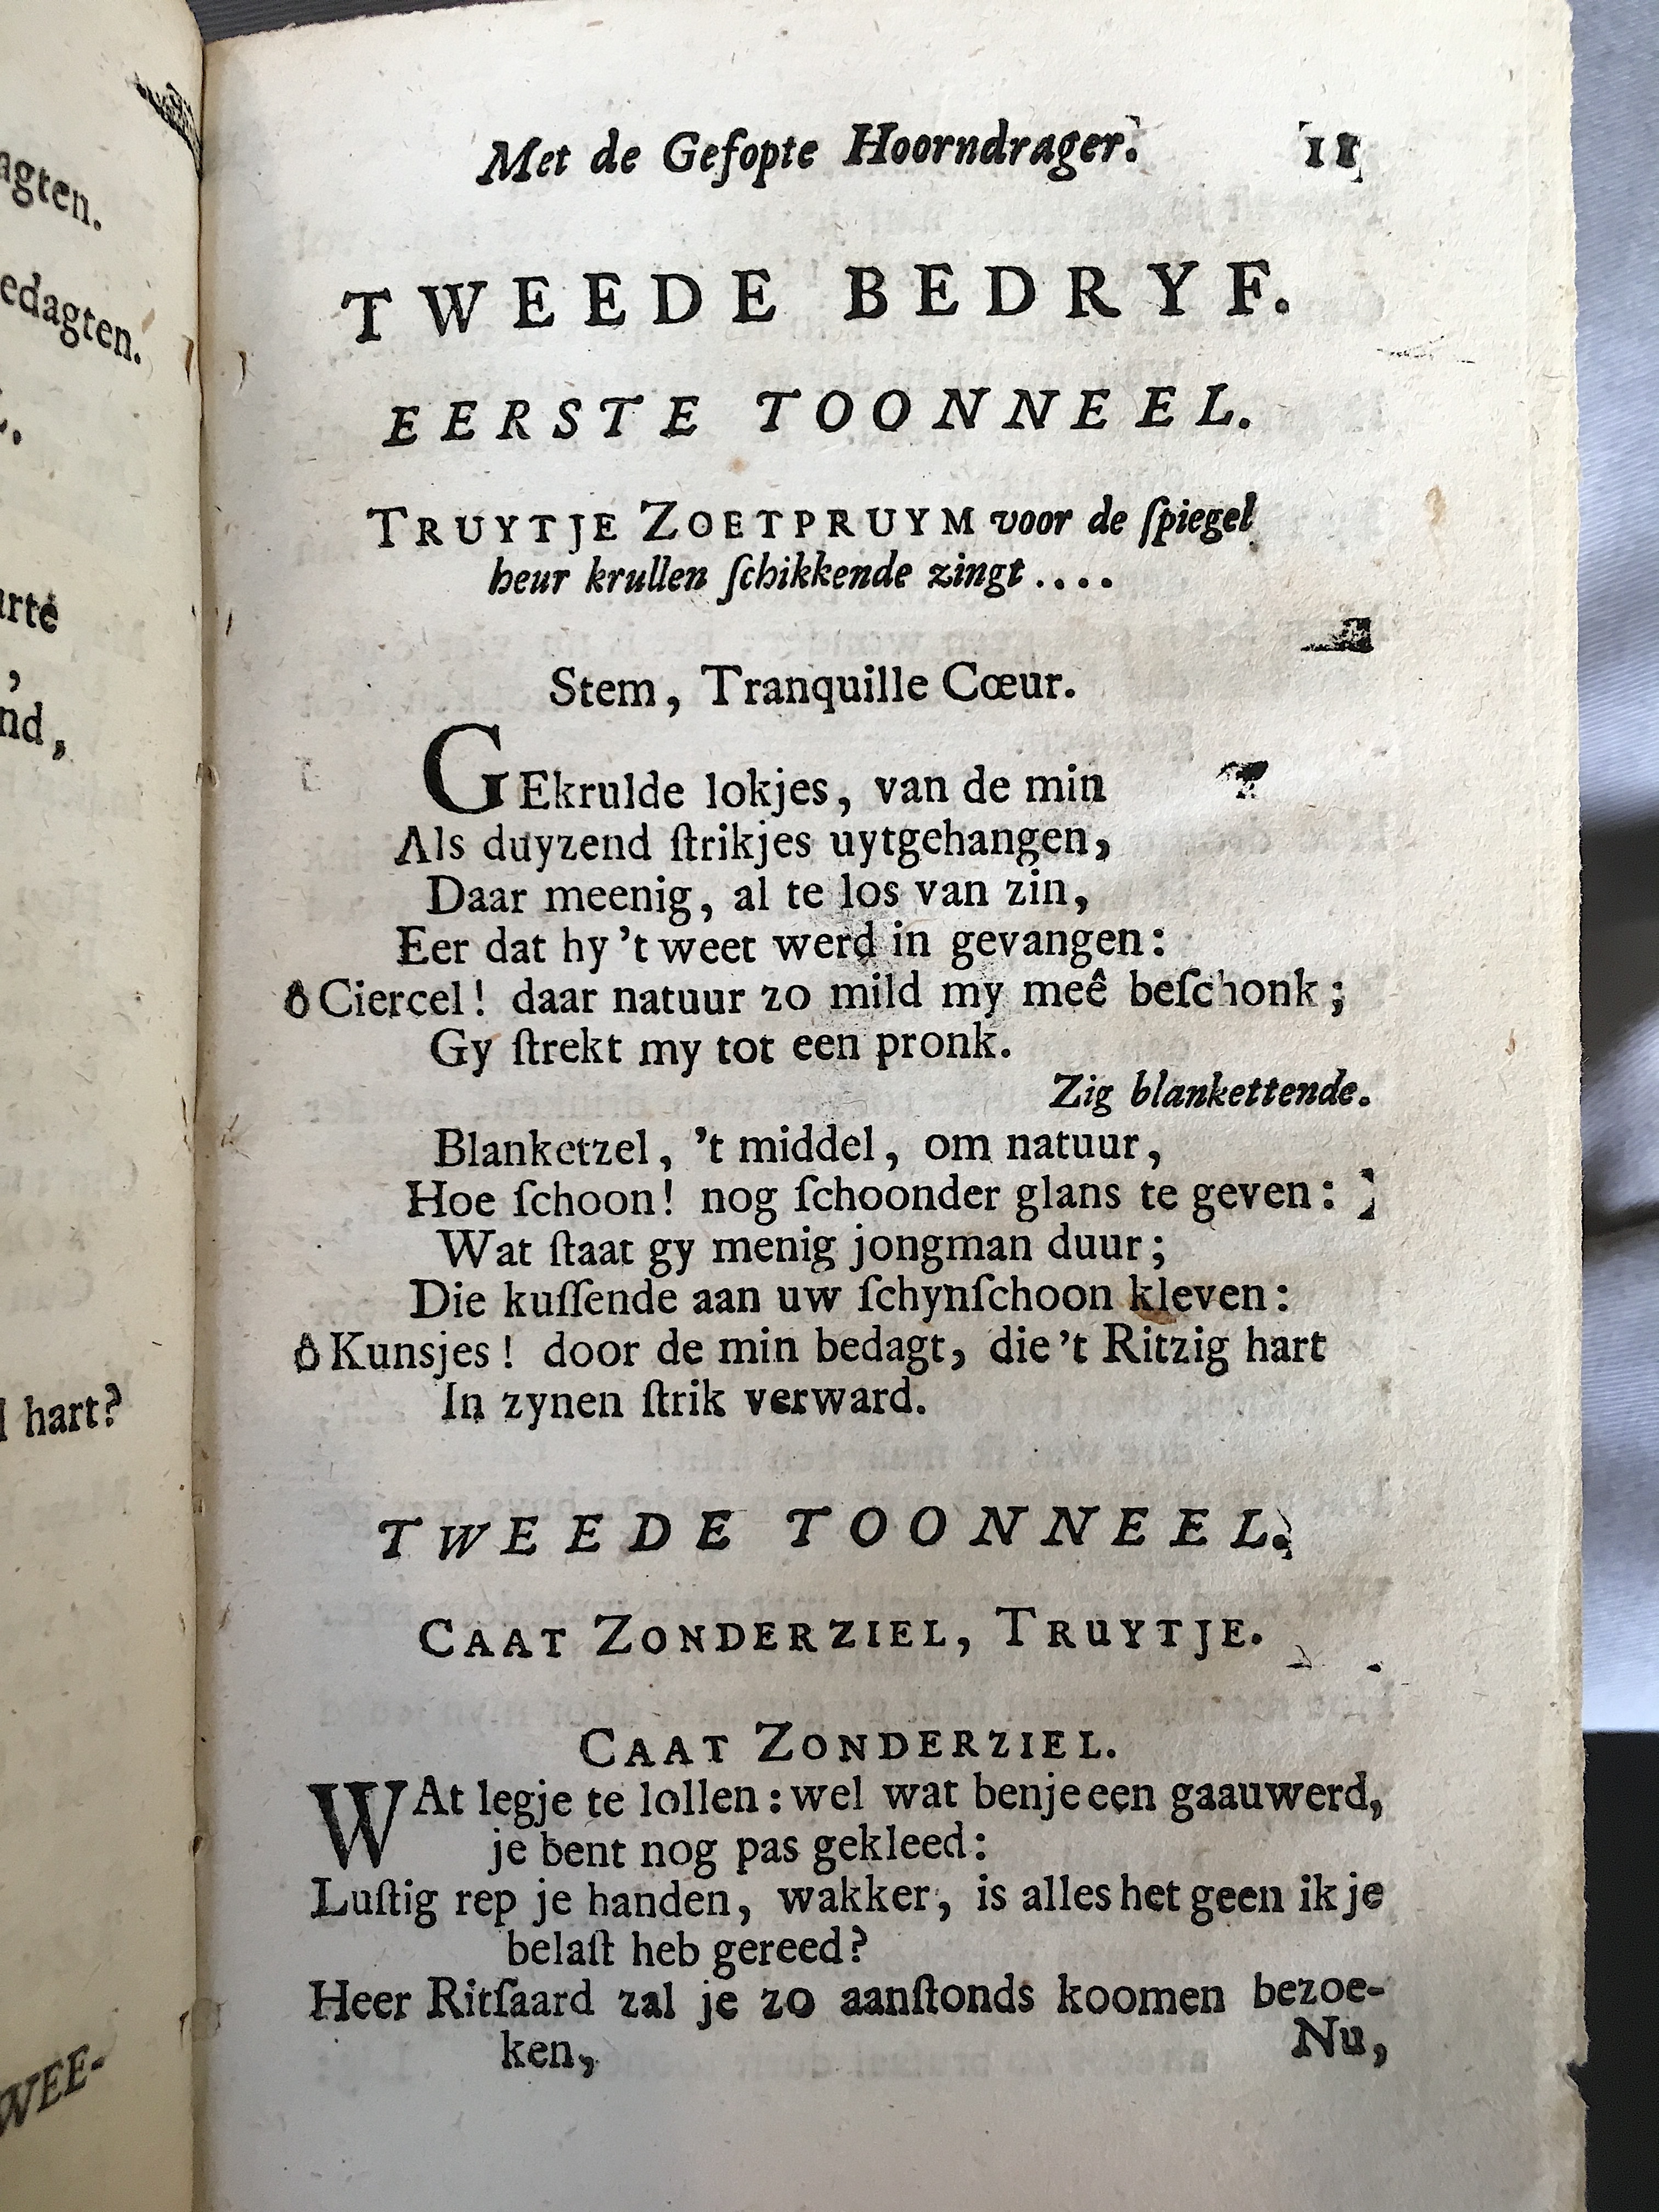 agten.
edagten.
arte
,
nd,
hart?
WEE-
Met de Gefopte Hoorndrager. 11
TWEEDE BEDRYF.
EERSTE TOONNEEL.
TRUYTJE ZOETPRUYM voor de ſpiegel
heur krullen ſchikkende zingt ....
Stem, Tranquille Cœur.
GEkrulde lokjes, van de min
Als duyzend ſtrikjes uytgehangen,
Daar meenig, al te los van zin,
Eer dat hy 't weet werd in gevangen:
ô Ciercel! daar natuur zo mild my meê beſchonk;
Gy ſtrekt my tot een pronk.
Zig blankettende.
Blanketzel, 't middel, om natuur,
Hoe ſchoon! nog ſchoonder glans te geven:
Wat ſtaat gy menig jongman duur;
Die kuſſende aan uw ſchynſchoon kleven:
ô Kunsjes! door de min bedagt, die 't Ritzig hart
In zynen ſtrik verward.
TWEEDE TOONNEEL.
CAAT ZONDERZIEL, TRUYTJE.
CAAT ZONDERZIEL.
WAt legje te lollen: wel wat benje een gaauwerd,
je bent nog pas gekleed:
Luſtig rep je handen, wakker, is alles het geen ik je
belaſt heb gereed?
Heer Ritſaard zal je zo aanſtonds koomen bezoe-
ken,
Nu,